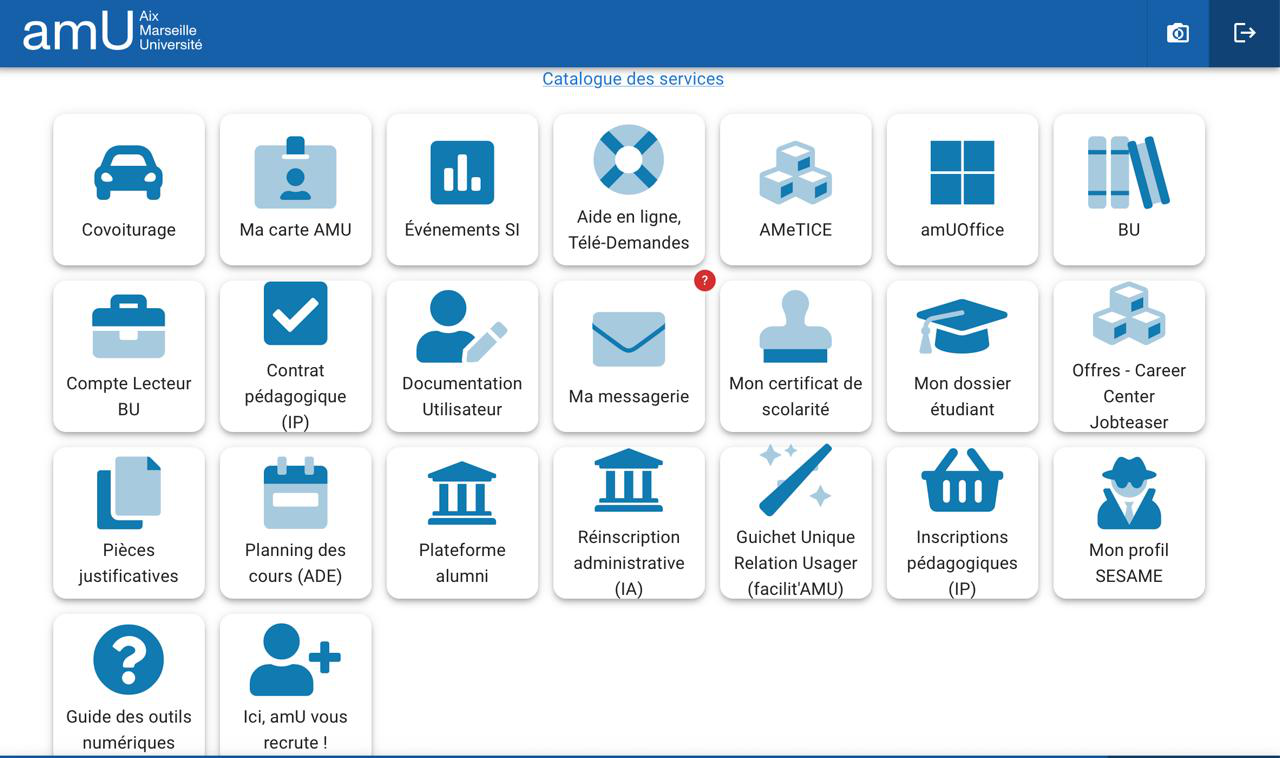 amU
Aix
Marseille
Université
Catalogue des services
Covoiturage
Ma carte AMU
Événements SI
Aide en ligne,
Télé-Demandes
AMeTICE
amUOffice
BU
Compte Lecteur
BU
Contrat
pédagogique
(IP)
Documentation
Utilisateur
?
Ma messagerie
Mon certificat de
scolarité
Mon dossier
étudiant
Offres - Career
Center
Jobteaser
Pièces
justificatives
Planning des
cours (ADE)
Plateforme
alumni
Réinscription
administrative
(IA)
Guichet Unique
Relation Usager
(facilit'AMU)
Inscriptions
pédagogiques
(IP)
Mon profil
SESAME
?
Guide des outils
numériques
Ici, amU vous
recrute !